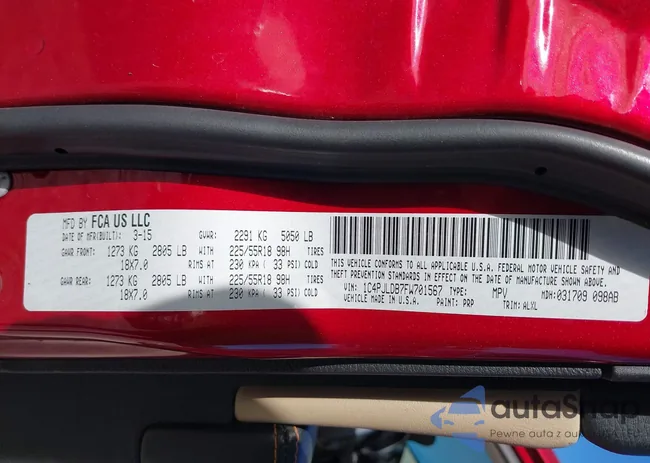 MFD BY FCA US LLC
DATE OF MFR(BUILT): 3-15 GVWR: 2291 KG 5050 LB
GAWR FRONT: 1273 KG 2805 LB WITH 225/55R18 98H TIRES
18X7.0 RIMS AT 230 KPA ( 33 PSI) COLD
GAWR REAR: 1273 KG 2805 LB WITH 225/55R18 98H TIRES
18X7.0 RIMS AT 230 KPA ( 33 PSI) COLD
THIS VEHICLE CONFORMS TO ALL APPLICABLE U.S.A. FEDERAL MOTOR VEHICLE SAFETY AND
THEFT PREVENTION STANDARDS IN EFFECT ON THE DATE OF MANUFACTURE SHOWN ABOVE.
VIN: 1C4PJLDB7FW701567 TYPE: MPV MDH: 031709 098AB
MADE IN U.S.A. PAINT: PRP TRIM: ALXL
autaShop
Pewne auta z